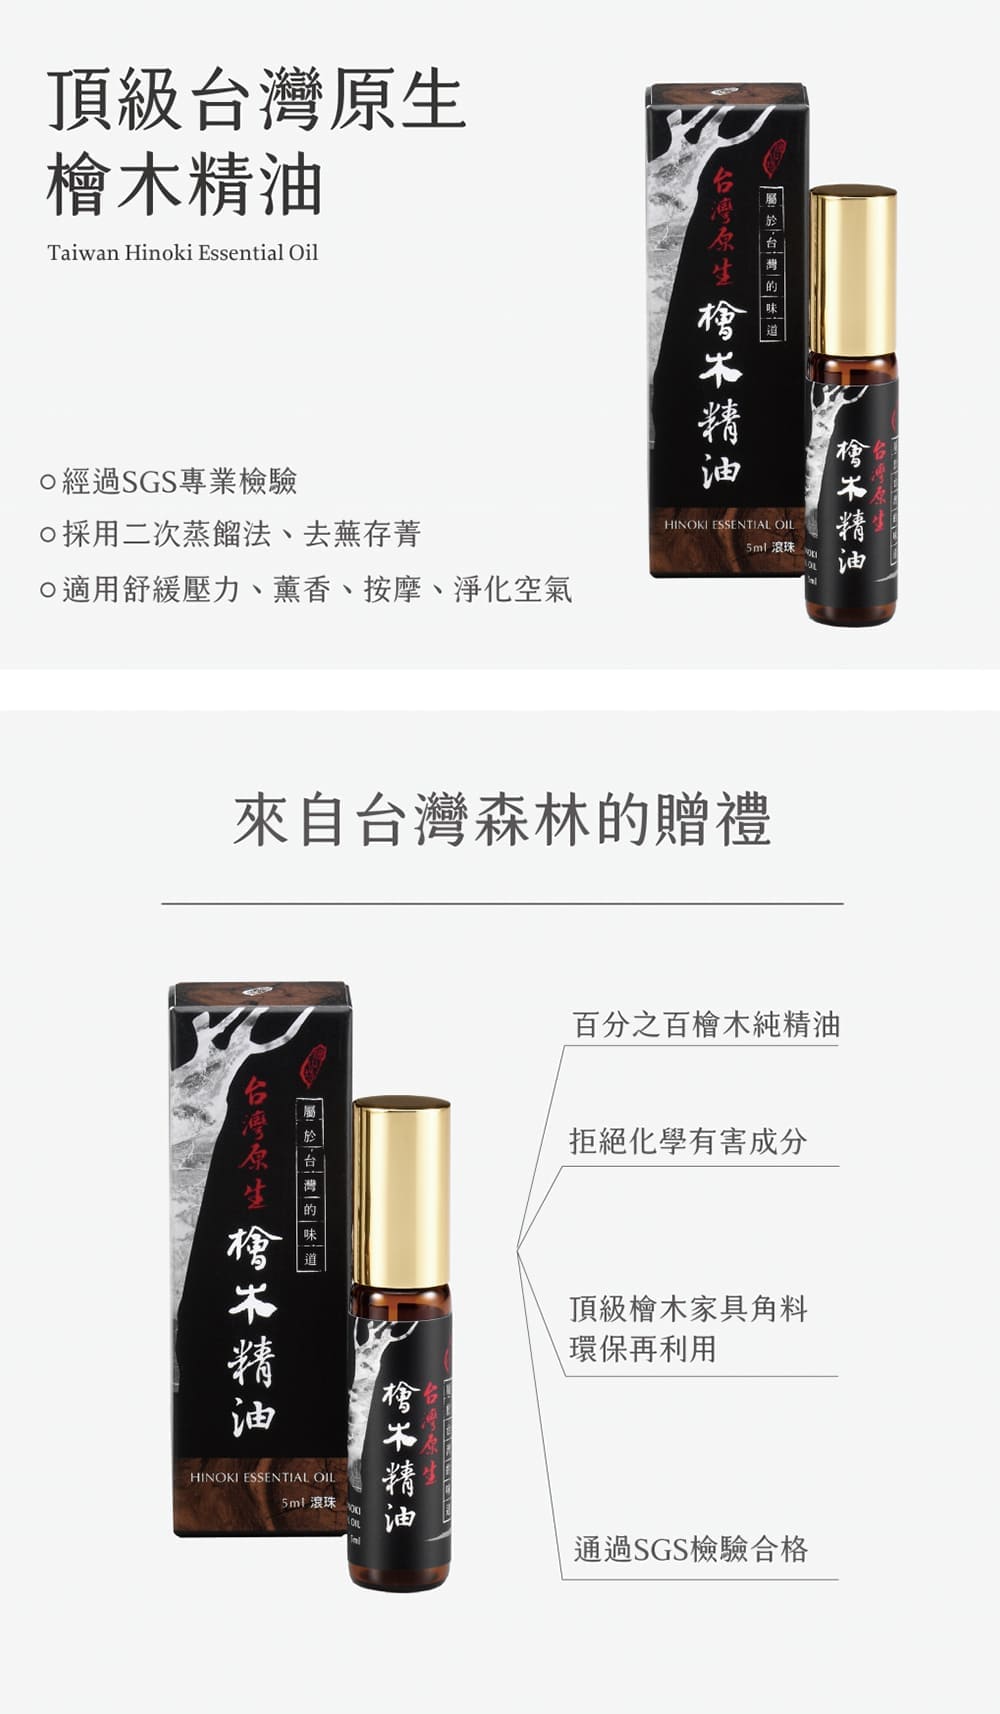 頂級台灣原生
檜木精油
Taiwan Hinoki Essential Oil
經過SGS專業檢驗
採用二次蒸餾法、去蕪存菁
適用舒緩壓力、薰香、按摩、淨化空氣
屬於台灣的味道
台灣原生
檜木精油
HINOKI ESSENTIAL OIL
5ml 滾珠
台灣原生
檜木精油
來自台灣森林的贈禮
百分之百檜木純精油
拒絕化學有害成分
頂級檜木家具角料
環保再利用
通過SGS檢驗合格
屬於台灣的味道
台灣原生
檜木精油
HINOKI ESSENTIAL OIL
5ml 滾珠
台灣原生
檜木精油